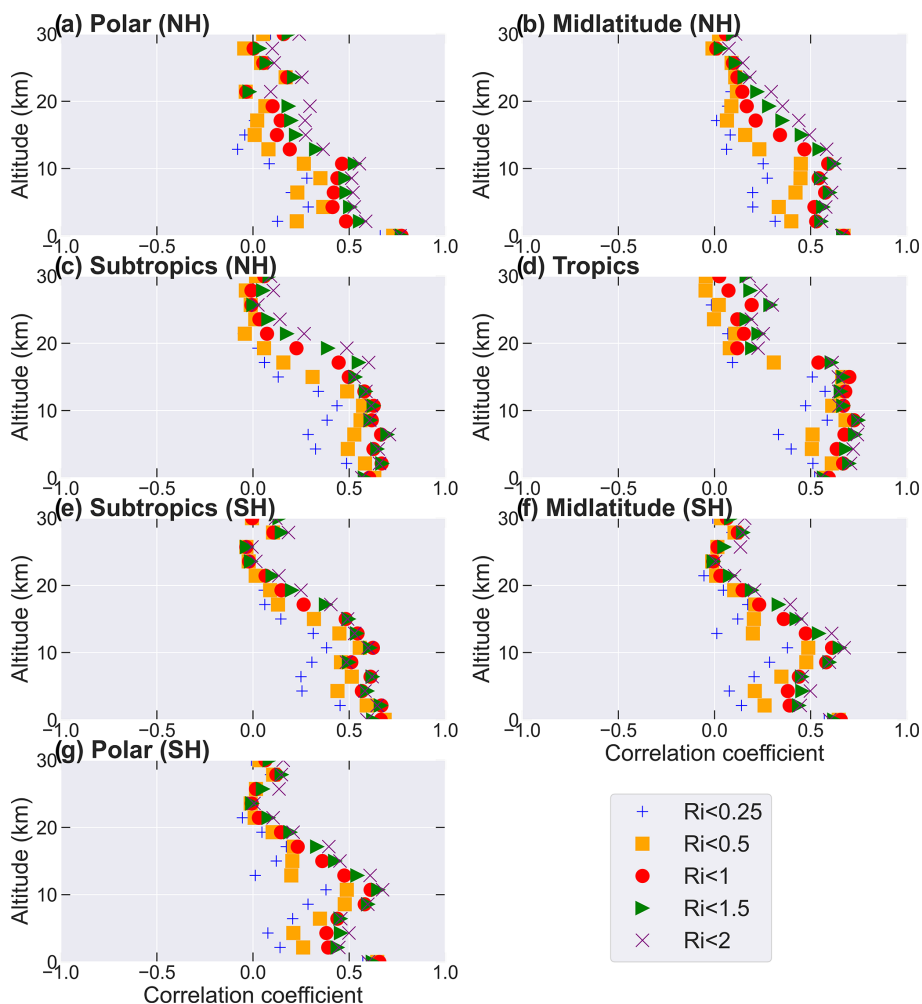 (a) Polar (NH)
(b) Midlatitude (NH)
30
20
10
0
Altitude (km)
−1.0 −0.5 0.0 0.5 1.0
30
20
10
0
Altitude (km)
−1.0 −0.5 0.0 0.5 1.0
(c) Subtropics (NH)
(d) Tropics
30
20
10
0
Altitude (km)
−1.0 −0.5 0.0 0.5 1.0
30
20
10
0
Altitude (km)
−1.0 −0.5 0.0 0.5 1.0
(e) Subtropics (SH)
(f) Midlatitude (SH)
30
20
10
0
Altitude (km)
−1.0 −0.5 0.0 0.5 1.0
30
20
10
0
Altitude (km)
−1.0 −0.5 0.0 0.5 1.0
Correlation coefficient
(g) Polar (SH)
30
20
10
0
Altitude (km)
−1.0 −0.5 0.0 0.5 1.0
Correlation coefficient
Ri<0.25
Ri<0.5
Ri<1
Ri<1.5
Ri<2